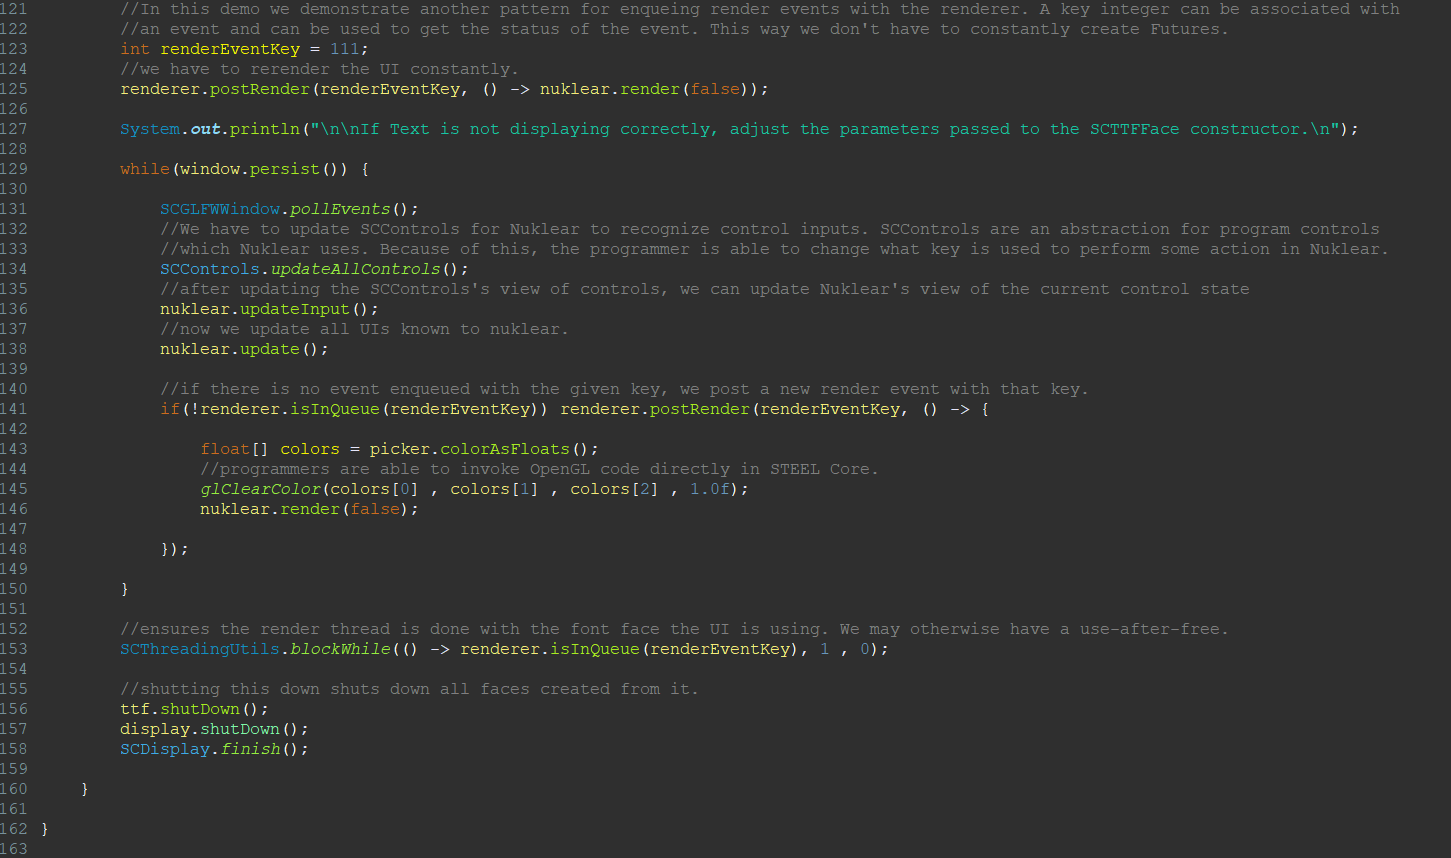 121 //In this demo we demonstrate another pattern for enqueing render events with the renderer. A key integer can be associated with
122 //an event and can be used to get the status of the event. This way we don't have to constantly create Futures.
123 int renderEventKey = 111;
124 //we have to rerender the UI constantly.
125 renderer.postRender(renderEventKey, () -> nuklear.render(false));
126
127 System.out.println("\n\nIf Text is not displaying correctly, adjust the parameters passed to the SCTTFFace constructor.\n");
128
129 while(window.persist()) {
130
131 SCGLFWWindow.pollEvents();
132 //We have to update SCControls for Nuklear to recognize control inputs. SCControls are an abstraction for program controls
133 //which Nuklear uses. Because of this, the programmer is able to change what key is used to perform some action in Nuklear.
134 SCControls.updateAllControls();
135 //after updating the SCControls's view of controls, we can update Nuklear's view of the current control state
136 nuklear.updateInput();
137 //now we update all UIs known to nuklear.
138 nuklear.update();
139
140 //if there is no event enqueued with the given key, we post a new render event with that key.
141 if(!renderer.isInQueue(renderEventKey)) renderer.postRender(renderEventKey, () -> {
142
143 float[] colors = picker.colorAsFloats();
144 //programmers are able to invoke OpenGL code directly in STEEL Core.
145 glClearColor(colors[0] , colors[1] , colors[2] , 1.0f);
146 nuklear.render(false);
147
148 });
149
150 }
151
152 //ensures the render thread is done with the font face the UI is using. We may otherwise have a use-after-free.
153 SCThreadingUtils.blockWhile(() -> renderer.isInQueue(renderEventKey), 1 , 0);
154
155 //shutting this down shuts down all faces created from it.
156 ttf.shutDown();
157 display.shutDown();
158 SCDisplay.finish();
159
160 }
161
162 }
163